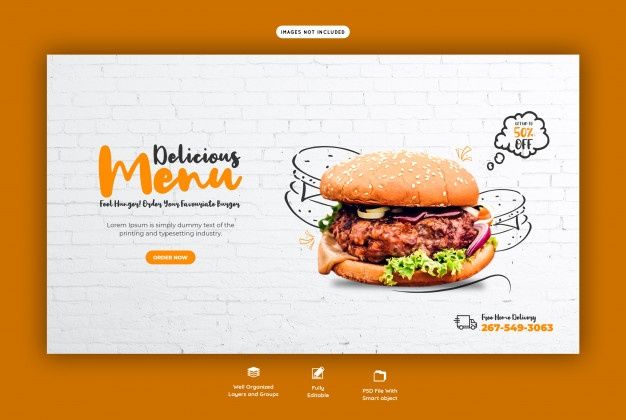 IMAGES NOT INCLUDED
Delicious
Menu
Feel Hunger! Order Your Favouriate Burger
Lorem Ipsum is simply dummy text of the
printing and typesetting industry.
ORDER NOW
GET UP TO
50%
OFF
Free Home Delivery
267-549-3063
Well Organized
Layers and Groups
Fully
Editable
PSD File With
Smart object